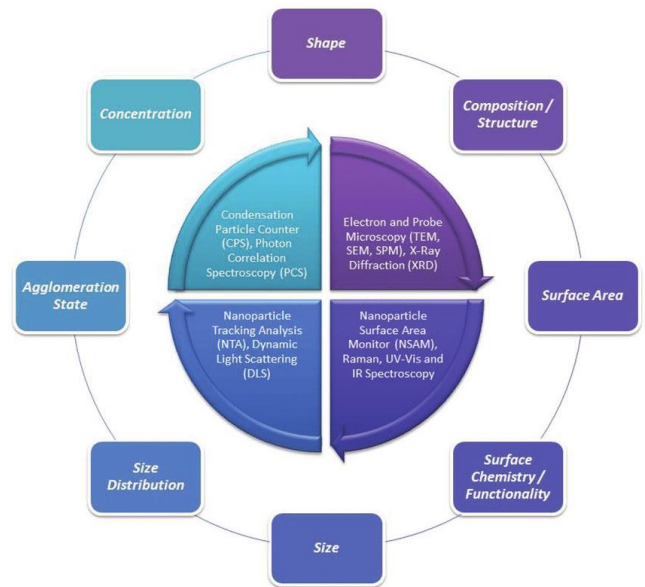 Shape
Composition /
Structure
Surface Area
Surface
Chemistry /
Functionality
Size
Size
Distribution
Agglomeration
State
Concentration
Condensation
Particle Counter
(CPS), Photon
Correlation
Spectroscopy (PCS)
Electron and Probe
Microscopy (TEM,
SEM, SPM), X-Ray
Diffraction (XRD)
Nanoparticle
Tracking Analysis
(NTA), Dynamic
Light Scattering
(DLS)
Nanoparticle
Surface Area
Monitor (NSAM),
Raman, UV-Vis and
IR Spectroscopy